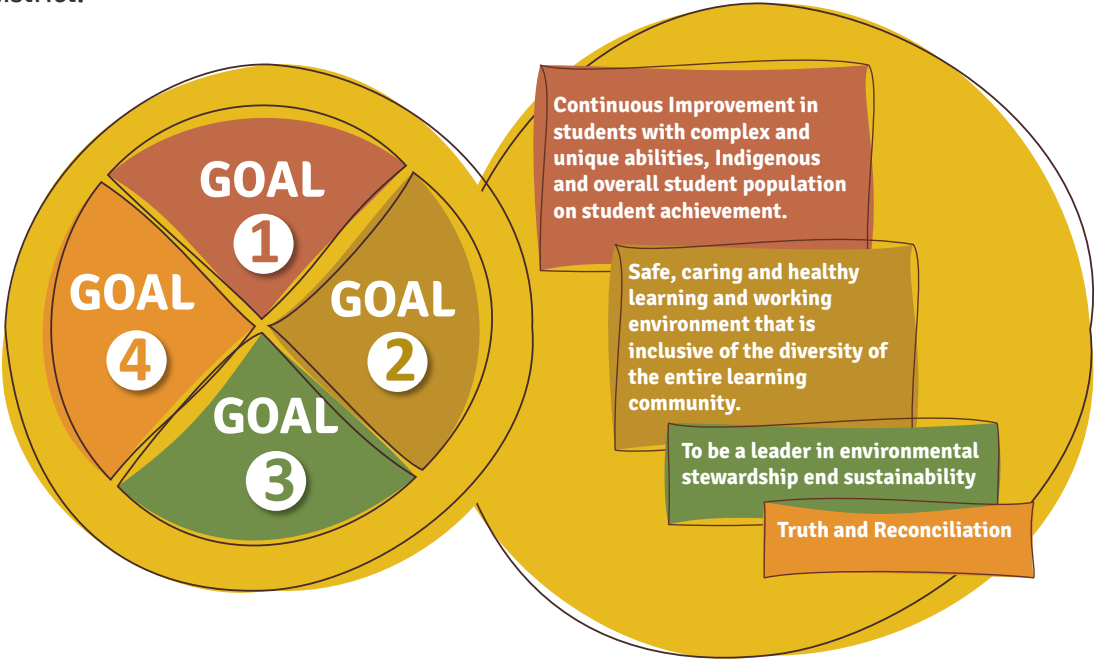 GOAL
1
GOAL
2
GOAL
3
GOAL
4
Continuous Improvement in
students with complex and
unique abilities, Indigenous
and overall student population
on student achievement.
Safe, caring and healthy
learning and working
environment that is
inclusive of the diversity of
the entire learning
community.
To be a leader in environmental
stewardship end sustainability
Truth and Reconciliation